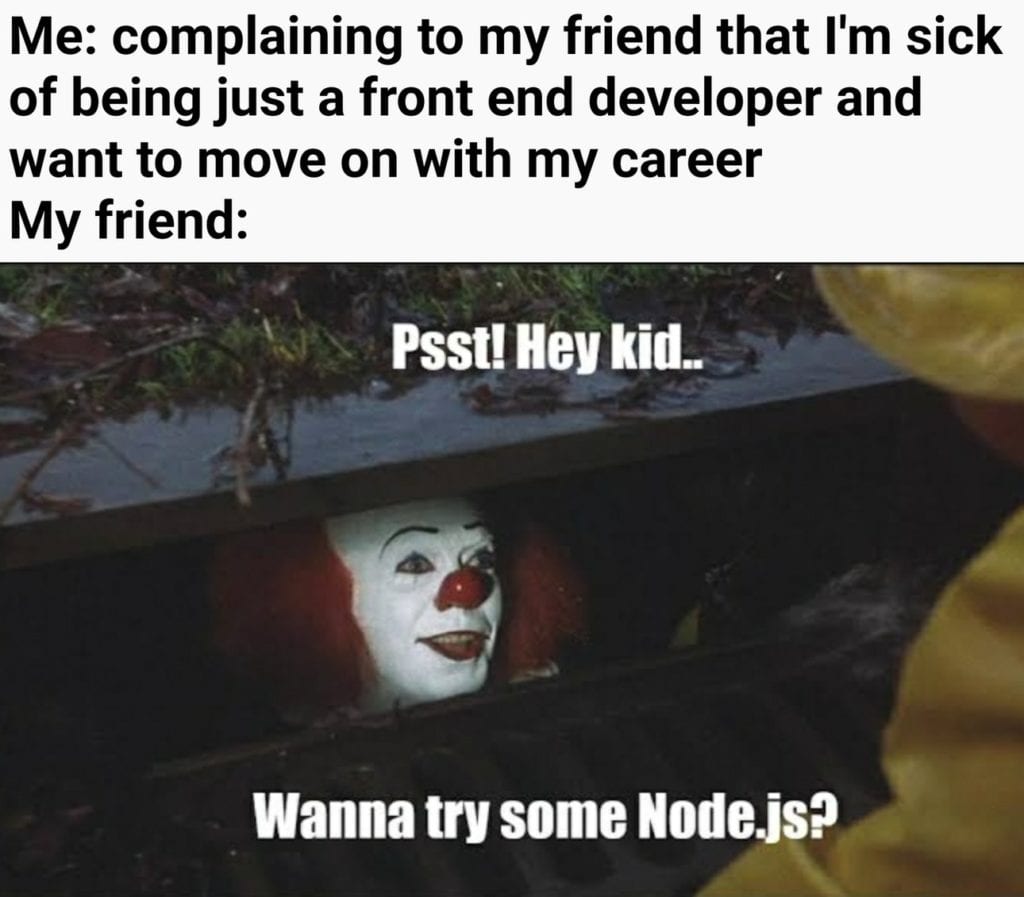 Me: complaining to my friend that I'm sick
of being just a front end developer and
want to move on with my career
My friend:
Psst! Hey kid..
Wanna try some Node.js?